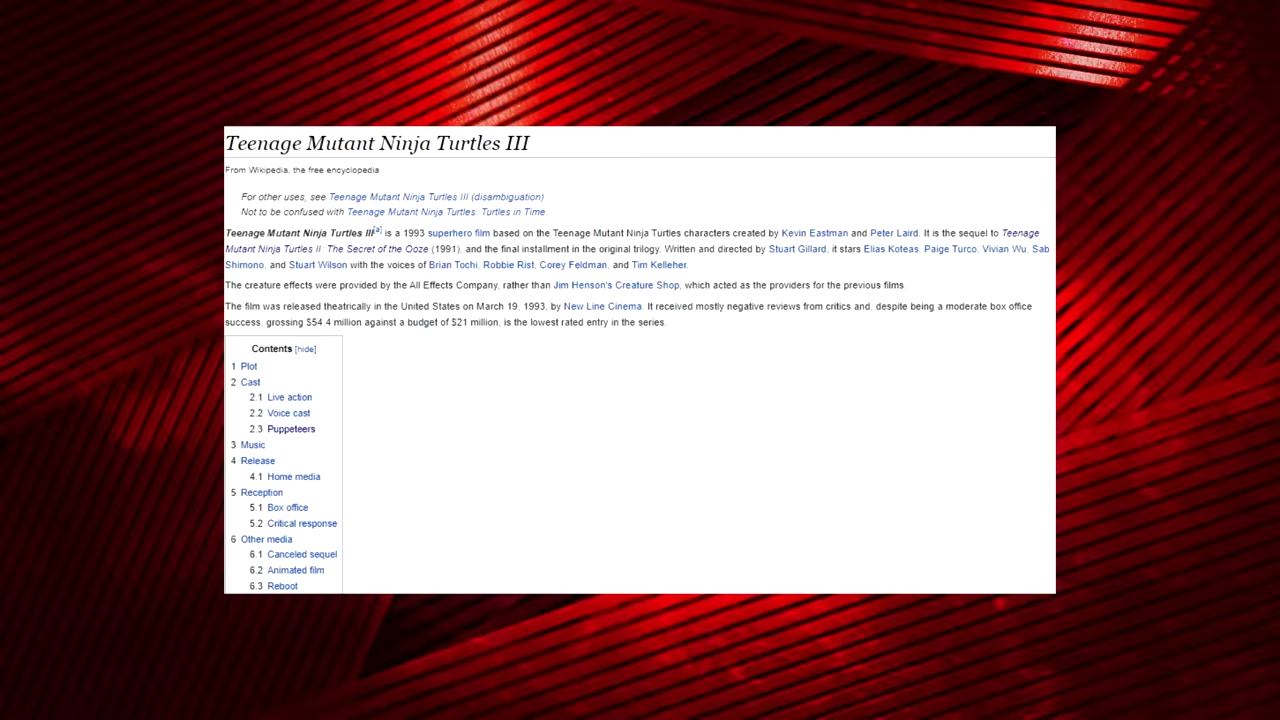 Teenage Mutant Ninja Turtles III
From Wikipedia, the free encyclopedia
For other uses, see Teenage Mutant Ninja Turtles III (disambiguation)
Not to be confused with Teenage Mutant Ninja Turtles: Turtles in Time.
Teenage Mutant Ninja Turtles III[a] is a 1993 superhero film based on the Teenage Mutant Ninja Turtles characters created by Kevin Eastman and Peter Laird. It is the sequel to Teenage
Mutant Ninja Turtles II: The Secret of the Ooze (1991), and the final installment in the original trilogy. Written and directed by Stuart Gillard, it stars Elias Koteas, Paige Turco, Vivian Wu, Sab
Shimono, and Stuart Wilson with the voices of Brian Tochi, Robbie Rist, Corey Feldman, and Tim Kelleher.
The creature effects were provided by the All Effects Company, rather than Jim Henson's Creature Shop, which acted as the providers for the previous films.
The film was released theatrically in the United States on March 19, 1993, by New Line Cinema. It received mostly negative reviews from critics and, despite being a moderate box office
success, grossing $54.4 million against a budget of $21 million, is the lowest rated entry in the series.
Contents [hide]
1 Plot
2 Cast
2.1 Live action
2.2 Voice cast
2.3 Puppeteers
3 Music
4 Release
4.1 Home media
5 Reception
5.1 Box office
5.2 Critical response
6 Other media
6.1 Canceled sequel
6.2 Animated film
6.3 Reboot